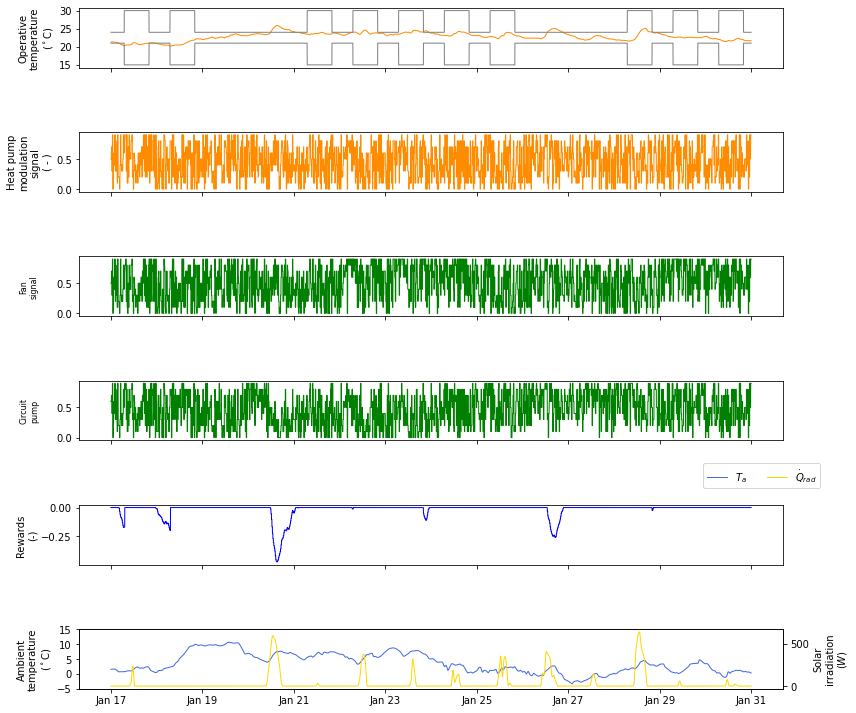 Operative
temperature
(°C)
30
25
20
15
Heat pump
modulation
signal
( - )
0.5
0.0
Fan
signal
0.5
0.0
Circuit
pump
0.5
0.0
T_a
Q̇_rad
Rewards
(-)
0.00
−0.25
Ambient
temperature
(°C)
15
10
5
0
−5
500
0
Solar
irradiation
(W)
Jan 17
Jan 19
Jan 21
Jan 23
Jan 25
Jan 27
Jan 29
Jan 31